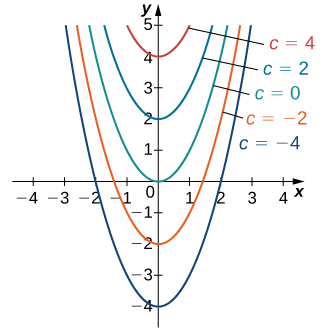 y
5
c = 4
4
3
c = 2
2
c = 0
1
c = −2
c = −4
−4 −3 −2 −1 0 1 2 3 4 x
−1
−2
−3
−4